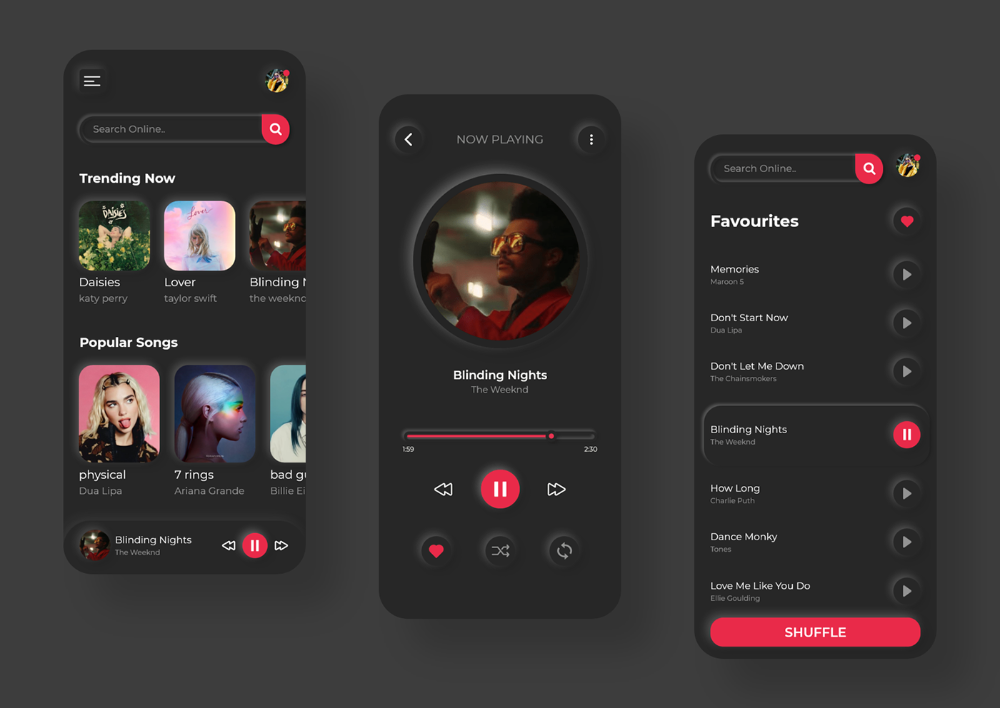 Search Online..
Trending Now
DAISIES
Lover
Daisies
katy perry
Lover
taylor swift
Blinding N
the weeknd
Popular Songs
physical
Dua Lipa
7 rings
Ariana Grande
bad gu
Billie Ei
Blinding Nights
The Weeknd
NOW PLAYING
Blinding Nights
The Weeknd
1:59
2:30
Search Online..
Favourites
Memories
Maroon 5
Don't Start Now
Dua Lipa
Don't Let Me Down
The Chainsmokers
Blinding Nights
The Weeknd
How Long
Charlie Puth
Dance Monky
Tones
Love Me Like You Do
Ellie Goulding
SHUFFLE